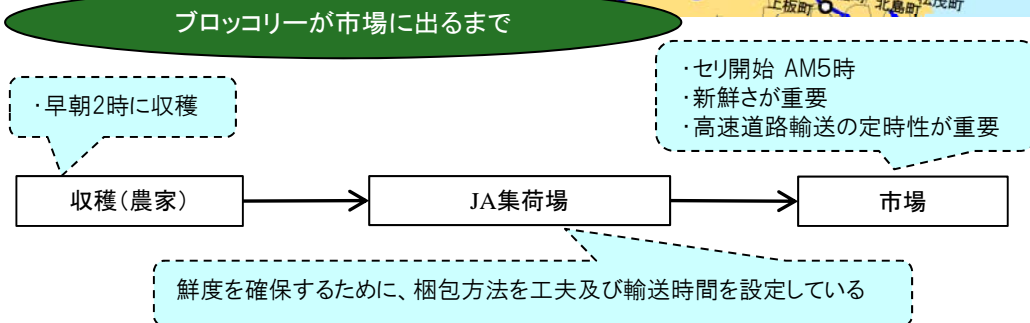 上板町
北島町
松茂町
ブロッコリーが市場に出るまで
・早朝2時に収穫
・セリ開始 AM5時
・新鮮さが重要
・高速道路輸送の定時性が重要
収穫(農家)
JA集荷場
市場
鮮度を確保するために、梱包方法を工夫及び輸送時間を設定している